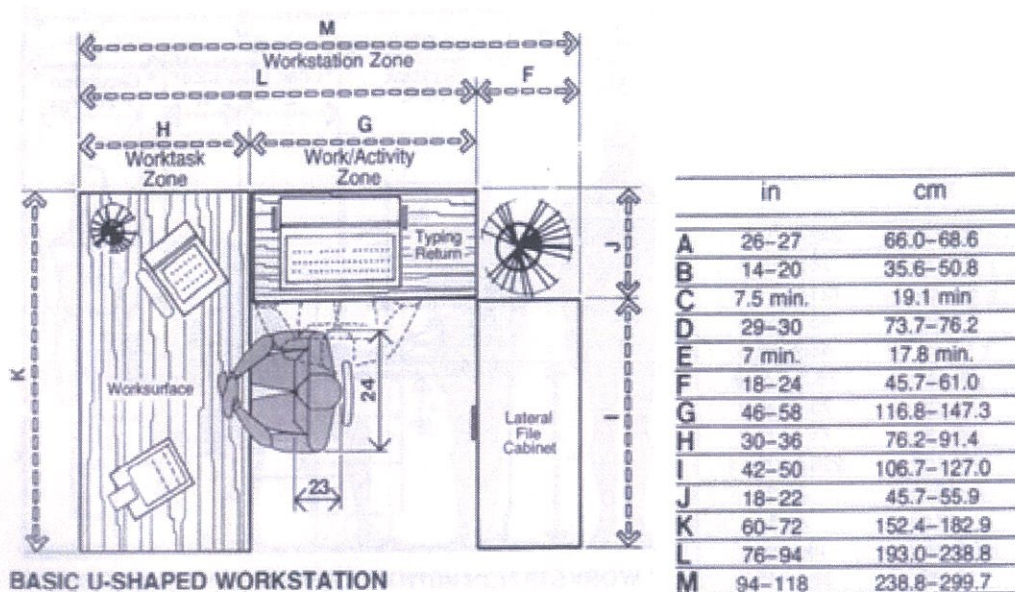 M
Workstation Zone
L
F
H
G
Worktask
Zone
Work/Activity
Zone
K
J
I
Typing
Return
Worksurface
24
23
Lateral
File
Cabinet
BASIC U-SHAPED WORKSTATION
in cm
A 26–27 66.0–68.6
B 14–20 35.6–50.8
C 7.5 min. 19.1 min
D 29–30 73.7–76.2
E 7 min. 17.8 min.
F 18–24 45.7–61.0
G 46–58 116.8–147.3
H 30–36 76.2–91.4
I 42–50 106.7–127.0
J 18–22 45.7–55.9
K 60–72 152.4–182.9
L 76–94 193.0–238.8
M 94–118 238.8–299.7